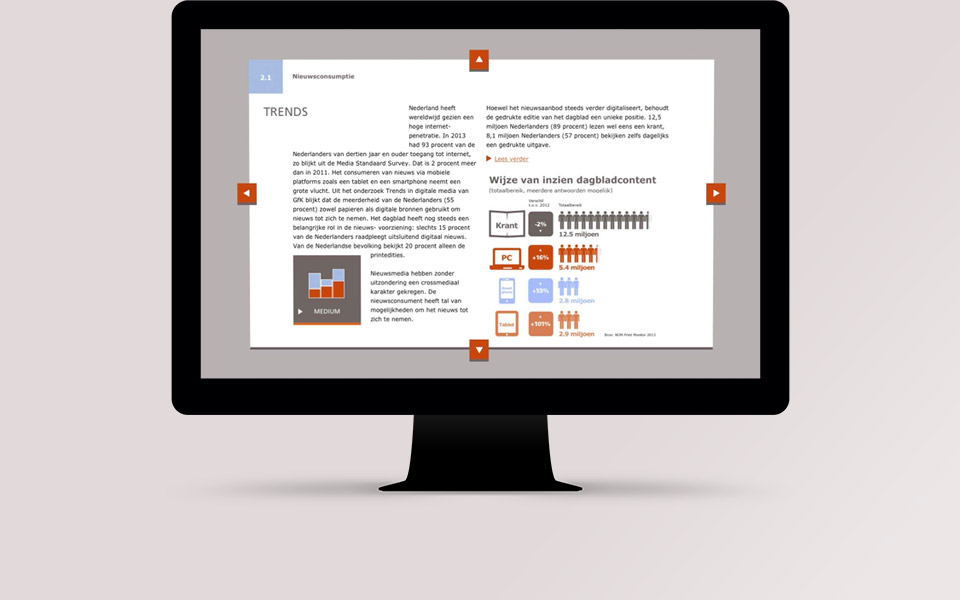 2.1
Nieuwsconsumptie
TRENDS
Nederland heeft
wereldwijd gezien een
hoge internet-
penetratie. In 2013
had 93 procent van de
Nederlanders van dertien jaar en ouder toegang tot internet,
zo blijkt uit de Media Standaard Survey. Dat is 2 procent meer
dan in 2011. Het consumeren van nieuws via mobiele
platforms zoals een tablet en een smartphone neemt een
grote vlucht. Uit het onderzoek Trends in digitale media van
GfK blijkt dat de meerderheid van de Nederlanders (55
procent) zowel papieren als digitale bronnen gebruikt om
nieuws tot zich te nemen. Het dagblad heeft nog steeds een
belangrijke rol in de nieuws- voorziening: slechts 15 procent
van de Nederlanders raadpleegt uitsluitend digitaal nieuws.
Van de Nederlandse bevolking bekijkt 20 procent alleen de
printedities.
Nieuwsmedia hebben zonder
uitzondering een crossmediaal
karakter gekregen. De
nieuwsconsument heeft tal van
mogelijkheden om het nieuws tot
zich te nemen.
MEDIUM
Hoewel het nieuwsaanbod steeds verder digitaliseert, behoudt
de gedrukte editie van het dagblad een unieke positie. 12,5
miljoen Nederlanders (89 procent) lezen wel eens een krant,
8,1 miljoen Nederlanders (57 procent) bekijken zelfs dagelijks
een gedrukte uitgave.
Lees verder
Wijze van inzien dagbladcontent
(totaalbereik, meerdere antwoorden mogelijk)
Verschil
t.o.v. 2012
Totaalbereik
Krant
-2%
12.5 miljoen
PC
+16%
5.4 miljoen
+13%
2.8 miljoen
Tablet
+101%
2.9 miljoen
Bron: NOM Print Monitor 2013